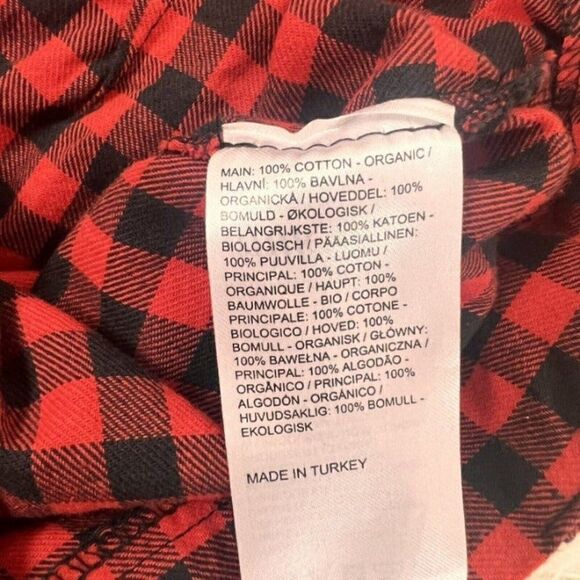 MAIN: 100% COTTON - ORGANIC /
HLAVNÍ: 100% BAVLNA -
ORGANICKÁ / HOVEDDEL: 100%
BOMULD - ØKOLOGISK /
BELANGRIJKSTE: 100% KATOEN -
BIOLOGISCH / PÄÄASIALLINEN:
100% PUUVILLA - LUOMU /
PRINCIPAL: 100% COTON -
ORGANIQUE / HAUPT: 100%
BAUMWOLLE - BIO / CORPO
PRINCIPALE: 100% COTONE -
BIOLOGICO / HOVED: 100%
BOMULL - ORGANISK / GŁÓWNY:
100% BAWEŁNA - ORGANICZNA /
PRINCIPAL: 100% ALGODÃO -
ORGÂNICO / PRINCIPAL: 100%
ALGODÓN - ORGÁNICO /
HUVUDSAKLIG: 100% BOMULL -
EKOLOGISK
MADE IN TURKEY